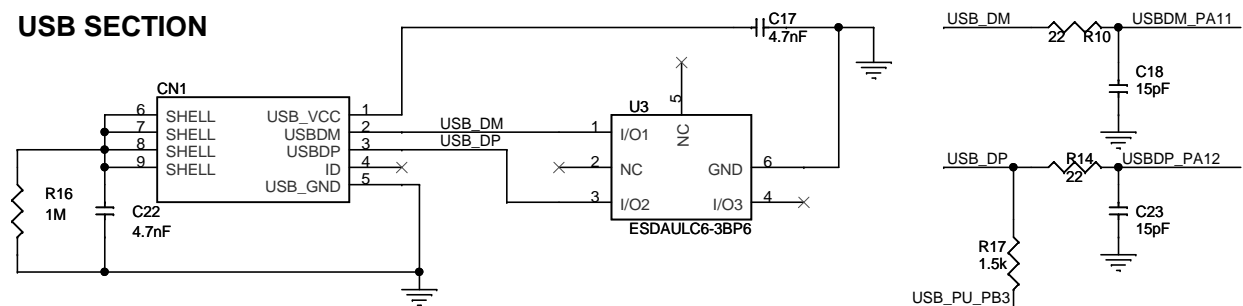 USB SECTION
C17
4.7nF
USB_DM
22
R10
USBDM_PA11
C18
15pF
CN1
6
SHELL
USB_VCC
1
7
SHELL
USBDM
2
USB_DM
8
SHELL
USBDP
3
USB_DP
9
SHELL
ID
4
USB_GND
5
U3
5
NC
1
I/O1
2
NC
GND
6
3
I/O2
I/O3
4
ESDAULC6-3BP6
R16
1M
C22
4.7nF
USB_DP
R14
22
USBDP_PA12
C23
15pF
R17
1.5k
USB_PU_PB3